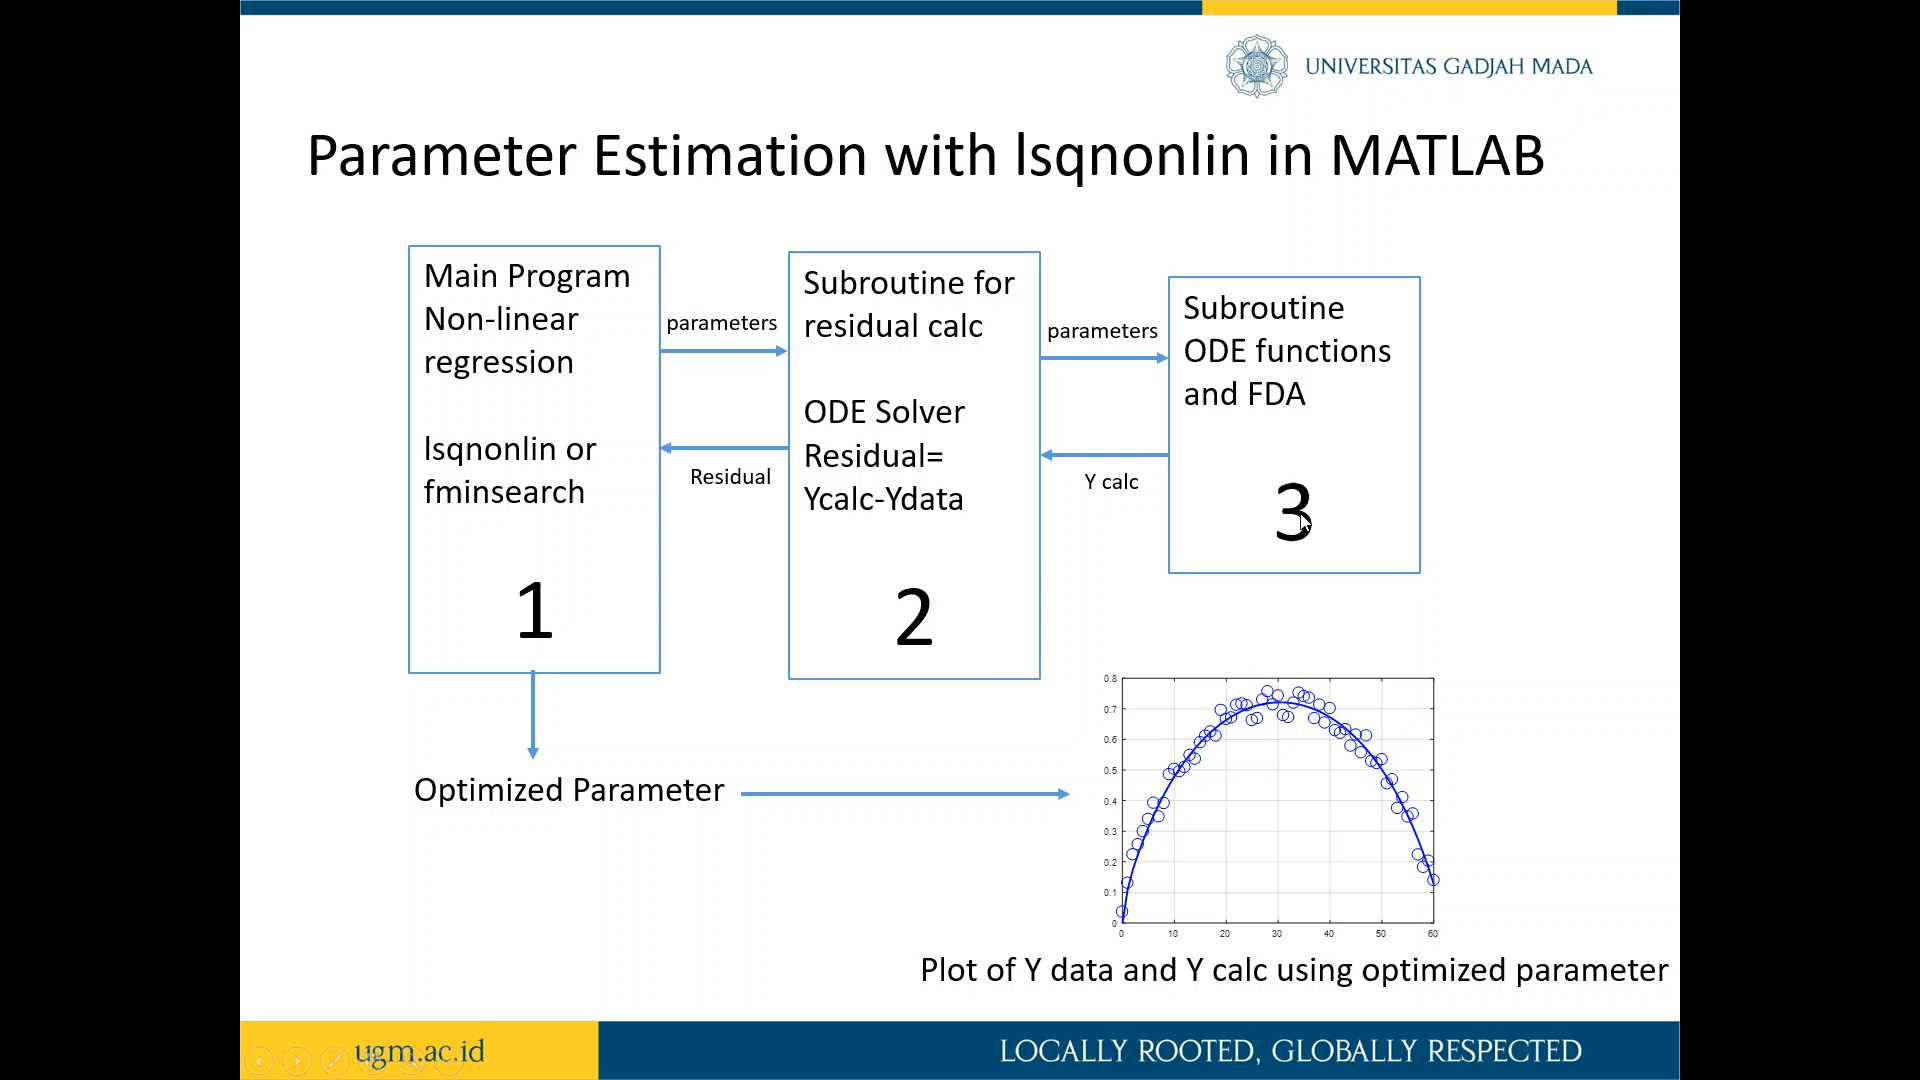 UNIVERSITAS GADJAH MADA
Parameter Estimation with lsqnonlin in MATLAB
Main Program
Non-linear
regression
lsqnonlin or
fminsearch
1
parameters
Residual
Subroutine for
residual calc
ODE Solver
Residual=
Ycalc-Ydata
2
parameters
Y calc
Subroutine
ODE functions
and FDA
3
Optimized Parameter
0.8
0.7
0.6
0.5
0.4
0.3
0.2
0.1
0
0 10 20 30 40 50 60
Plot of Y data and Y calc using optimized parameter
ugm.ac.id
LOCALLY ROOTED, GLOBALLY RESPECTED